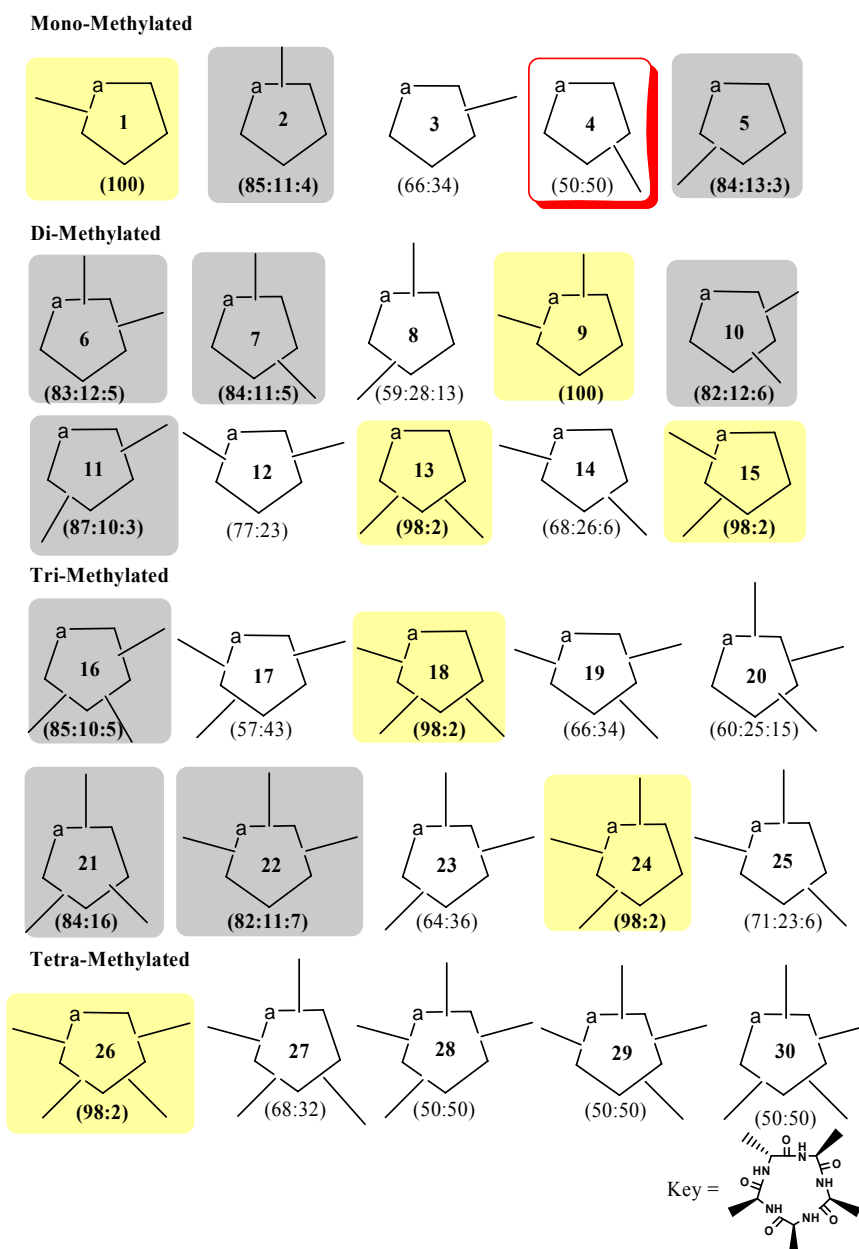 Mono-Methylated
a a a a a
1 2 3 4 5
(100) (85:11:4) (66:34) (50:50) (84:13:3)
Di-Methylated
a a a a a
6 7 8 9 10
(83:12:5) (84:11:5) (59:28:13) (100) (82:12:6)
a a a a a
11 12 13 14 15
(87:10:3) (77:23) (98:2) (68:26:6) (98:2)
Tri-Methylated
a a a a a
16 17 18 19 20
(85:10:5) (57:43) (98:2) (66:34) (60:25:15)
a a a a a
21 22 23 24 25
(84:16) (82:11:7) (64:36) (98:2) (71:23:6)
Tetra-Methylated
a a a a a
26 27 28 29 30
(98:2) (68:32) (50:50) (50:50) (50:50)
Key =
O H N O
HN O
O NH
NH HN O
O